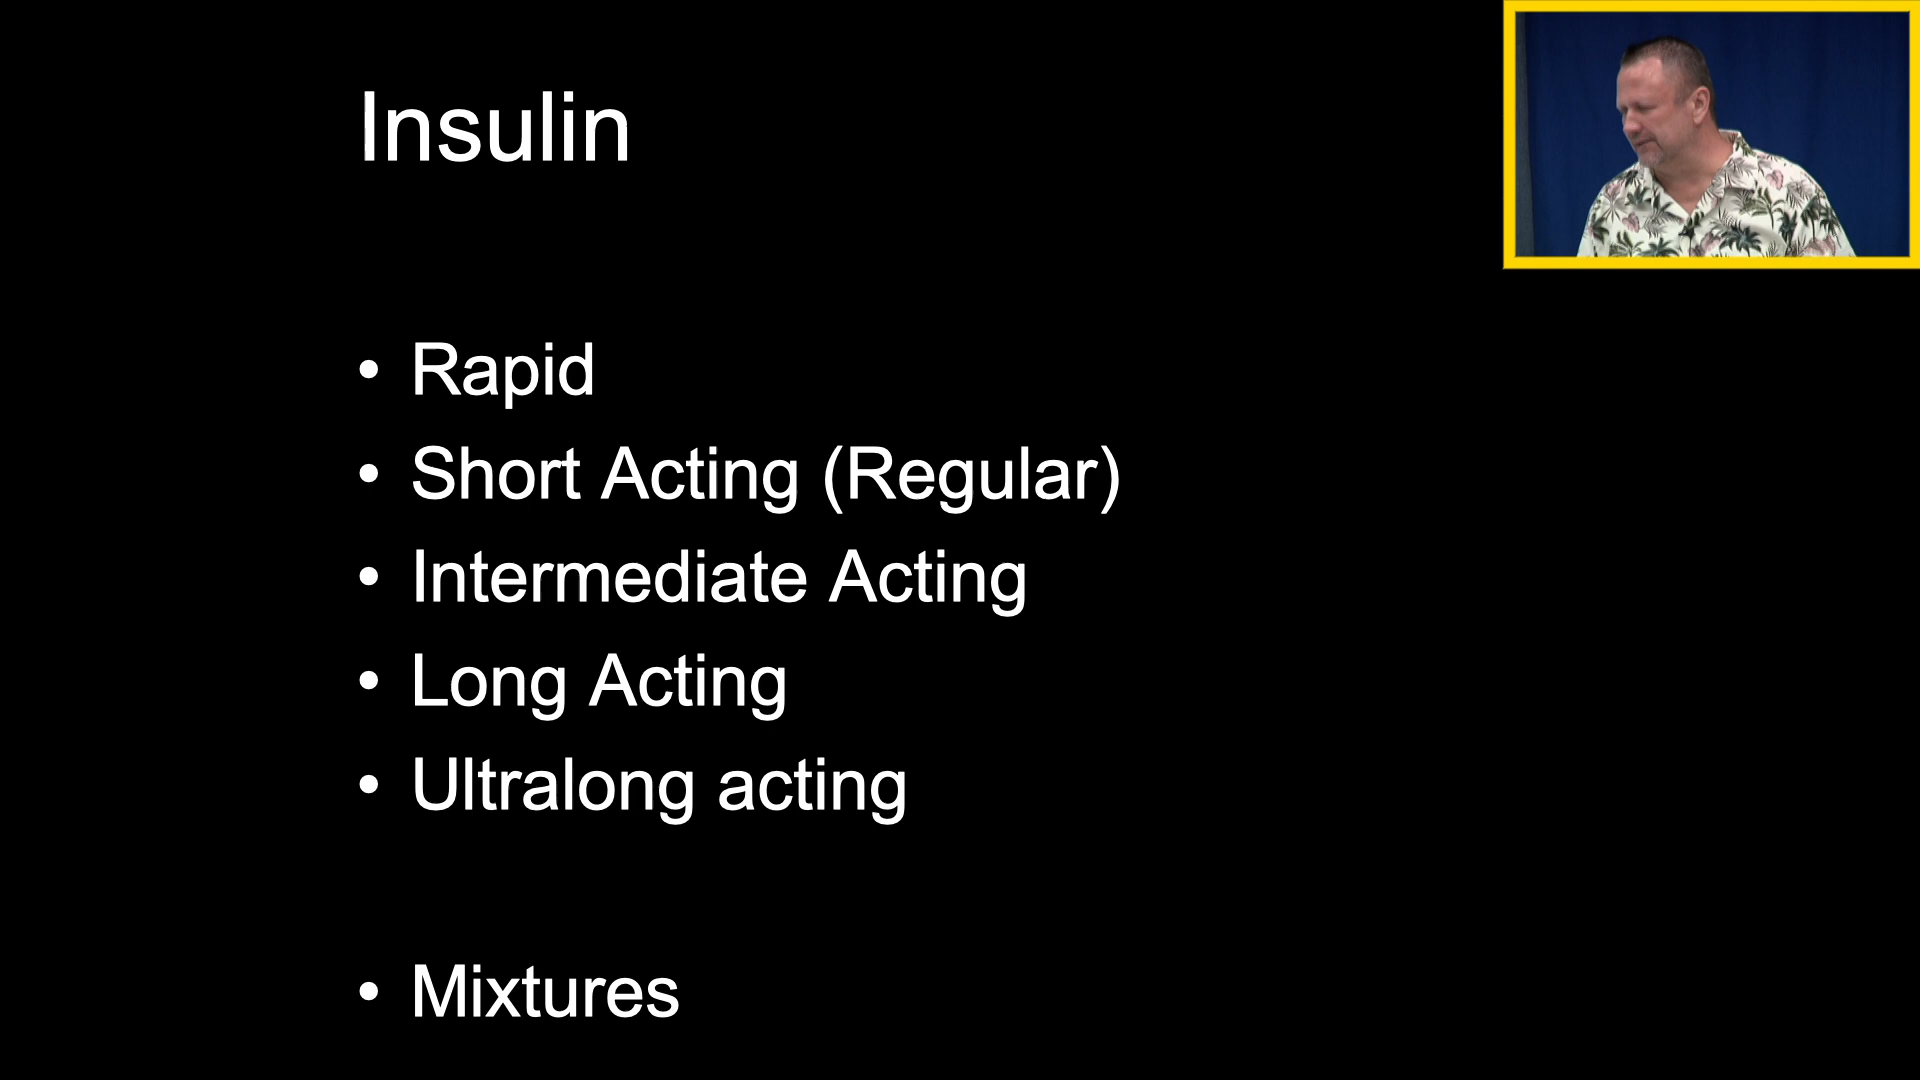 Insulin
• Rapid
• Short Acting (Regular)
• Intermediate Acting
• Long Acting
• Ultralong acting
• Mixtures